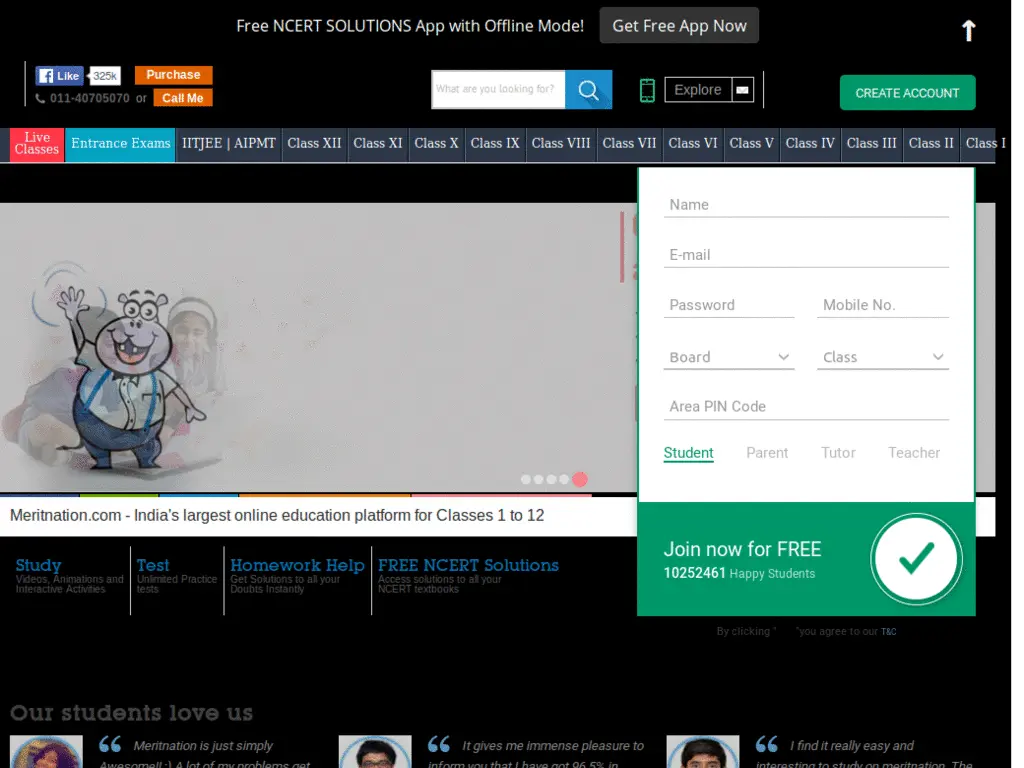 Free NCERT SOLUTIONS App with Offline Mode! Get Free App Now
Like 325k Purchase
011-40705070 or Call Me
What are you looking for?
Explore
CREATE ACCOUNT
Live Classes
Entrance Exams
IITJEE | AIPMT
Class XII
Class XI
Class X
Class IX
Class VIII
Class VII
Class VI
Class V
Class IV
Class III
Class II
Class I
Name
E-mail
Password
Mobile No.
Board
Class
Area PIN Code
Student Parent Tutor Teacher
Join now for FREE
10252461 Happy Students
By clicking " "you agree to our T&C
Meritnation.com - India's largest online education platform for Classes 1 to 12
Study
Videos, Animations and
Interactive Activities
Test
Unlimited Practice
tests
Homework Help
Get Solutions to all your
Doubts Instantly
FREE NCERT Solutions
Access solutions to all your
NCERT textbooks
Our students love us
Meritnation is just simply
Awesome!! :) A lot of my problems get
It gives me immense pleasure to
inform you that I have got 96.5% in
I find it really easy and
interesting to study on meritnation. The